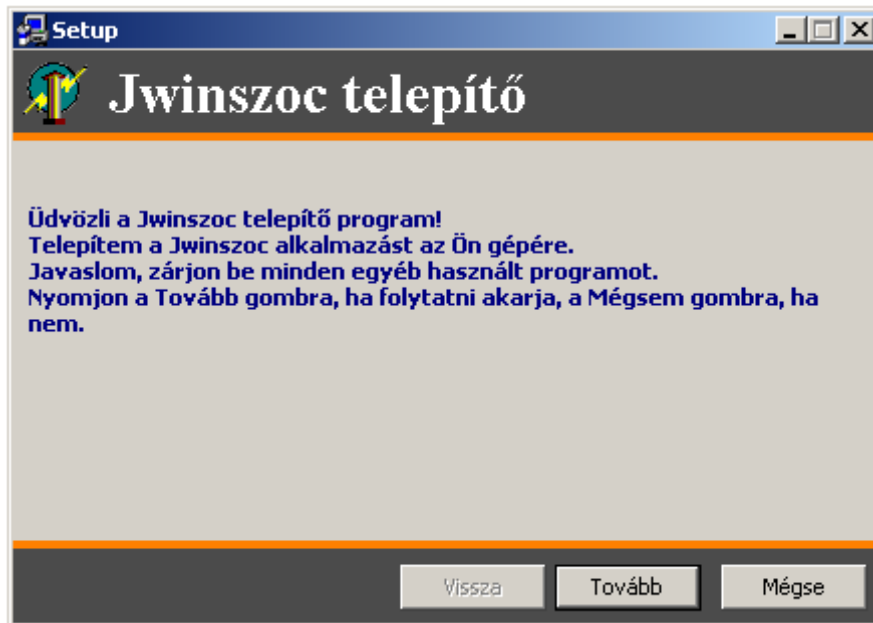 Setup
Jwinszoc telepítő
Üdvözli a Jwinszoc telepítő program!
Telepítem a Jwinszoc alkalmazást az Ön gépére.
Javaslom, zárjon be minden egyéb használt programot.
Nyomjon a Tovább gombra, ha folytatni akarja, a Mégsem gombra, ha
nem.
Vissza Tovább Mégse